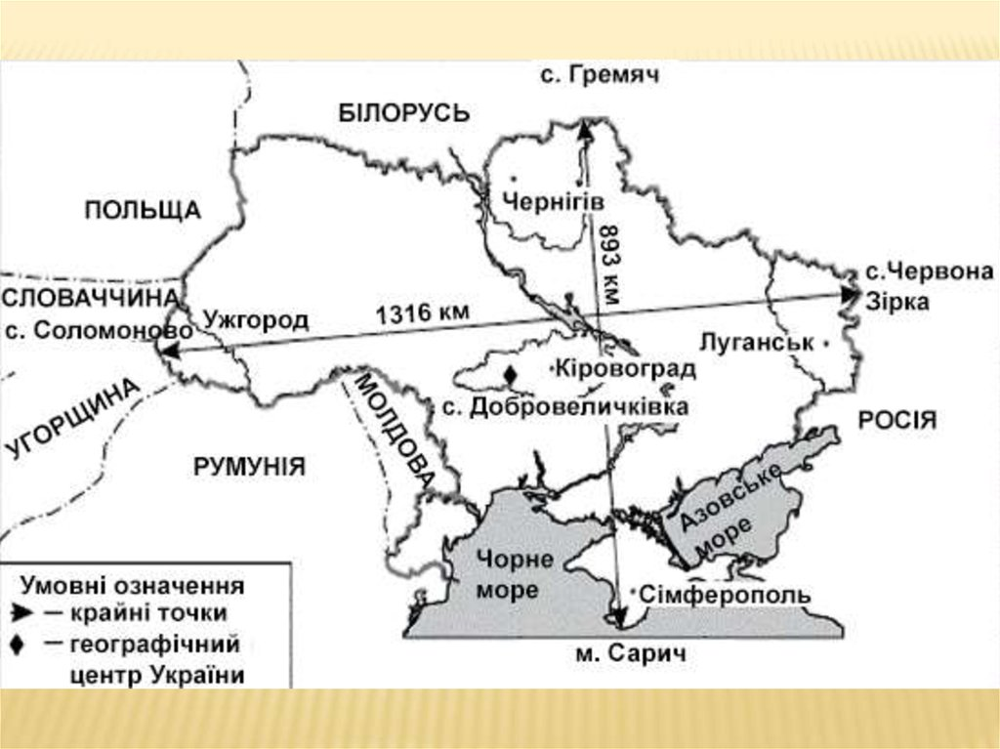 с. Гремяч
БІЛОРУСЬ
ПОЛЬЩА
Чернігів
893 км
с.Червона
Зірка
СЛОВАЧЧИНА
с. Соломоново
Ужгород
1316 км
Луганськ
Кіровоград
с. Добровеличківка
УГОРЩИНА
МОЛДОВА
РОСІЯ
РУМУНІЯ
Азовське
море
Чорне
море
Сімферополь
м. Сарич
Умовні означення
– крайні точки
– географічний
центр України